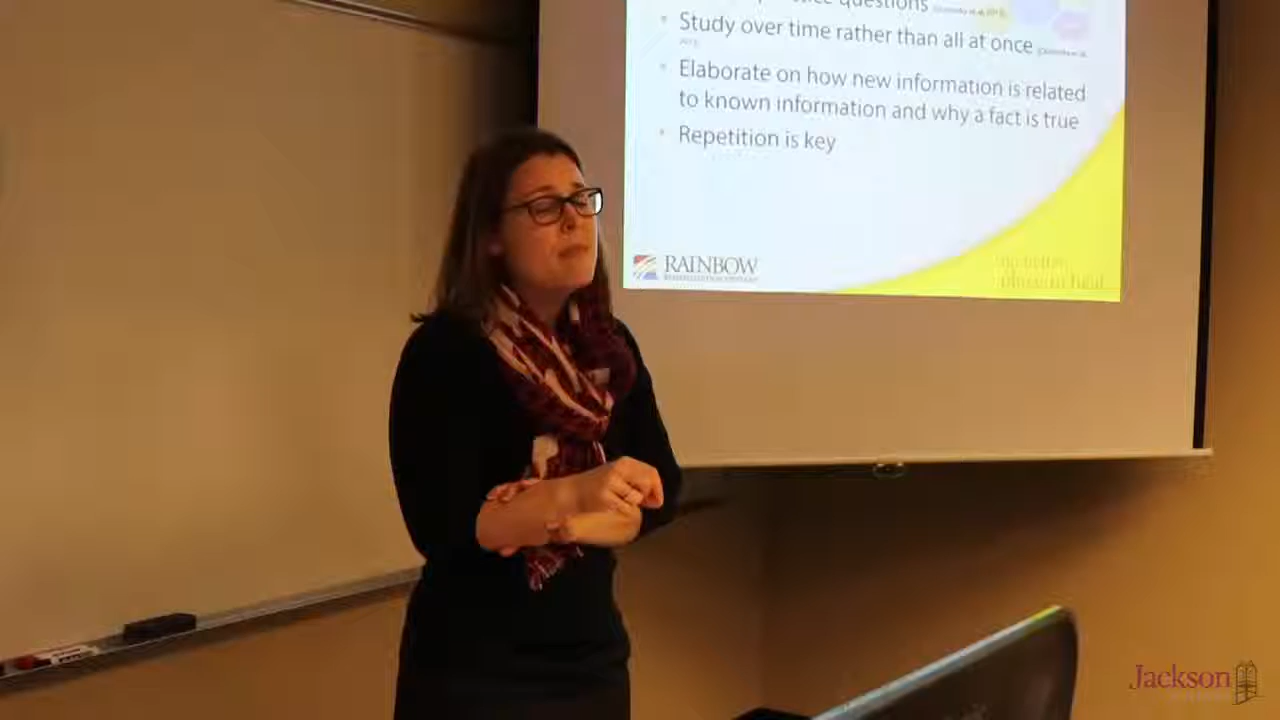 questions
• Study over time rather than all at once
• Elaborate on how new information is related
to known information and why a fact is true
• Repetition is key
RAINBOW
Jackson